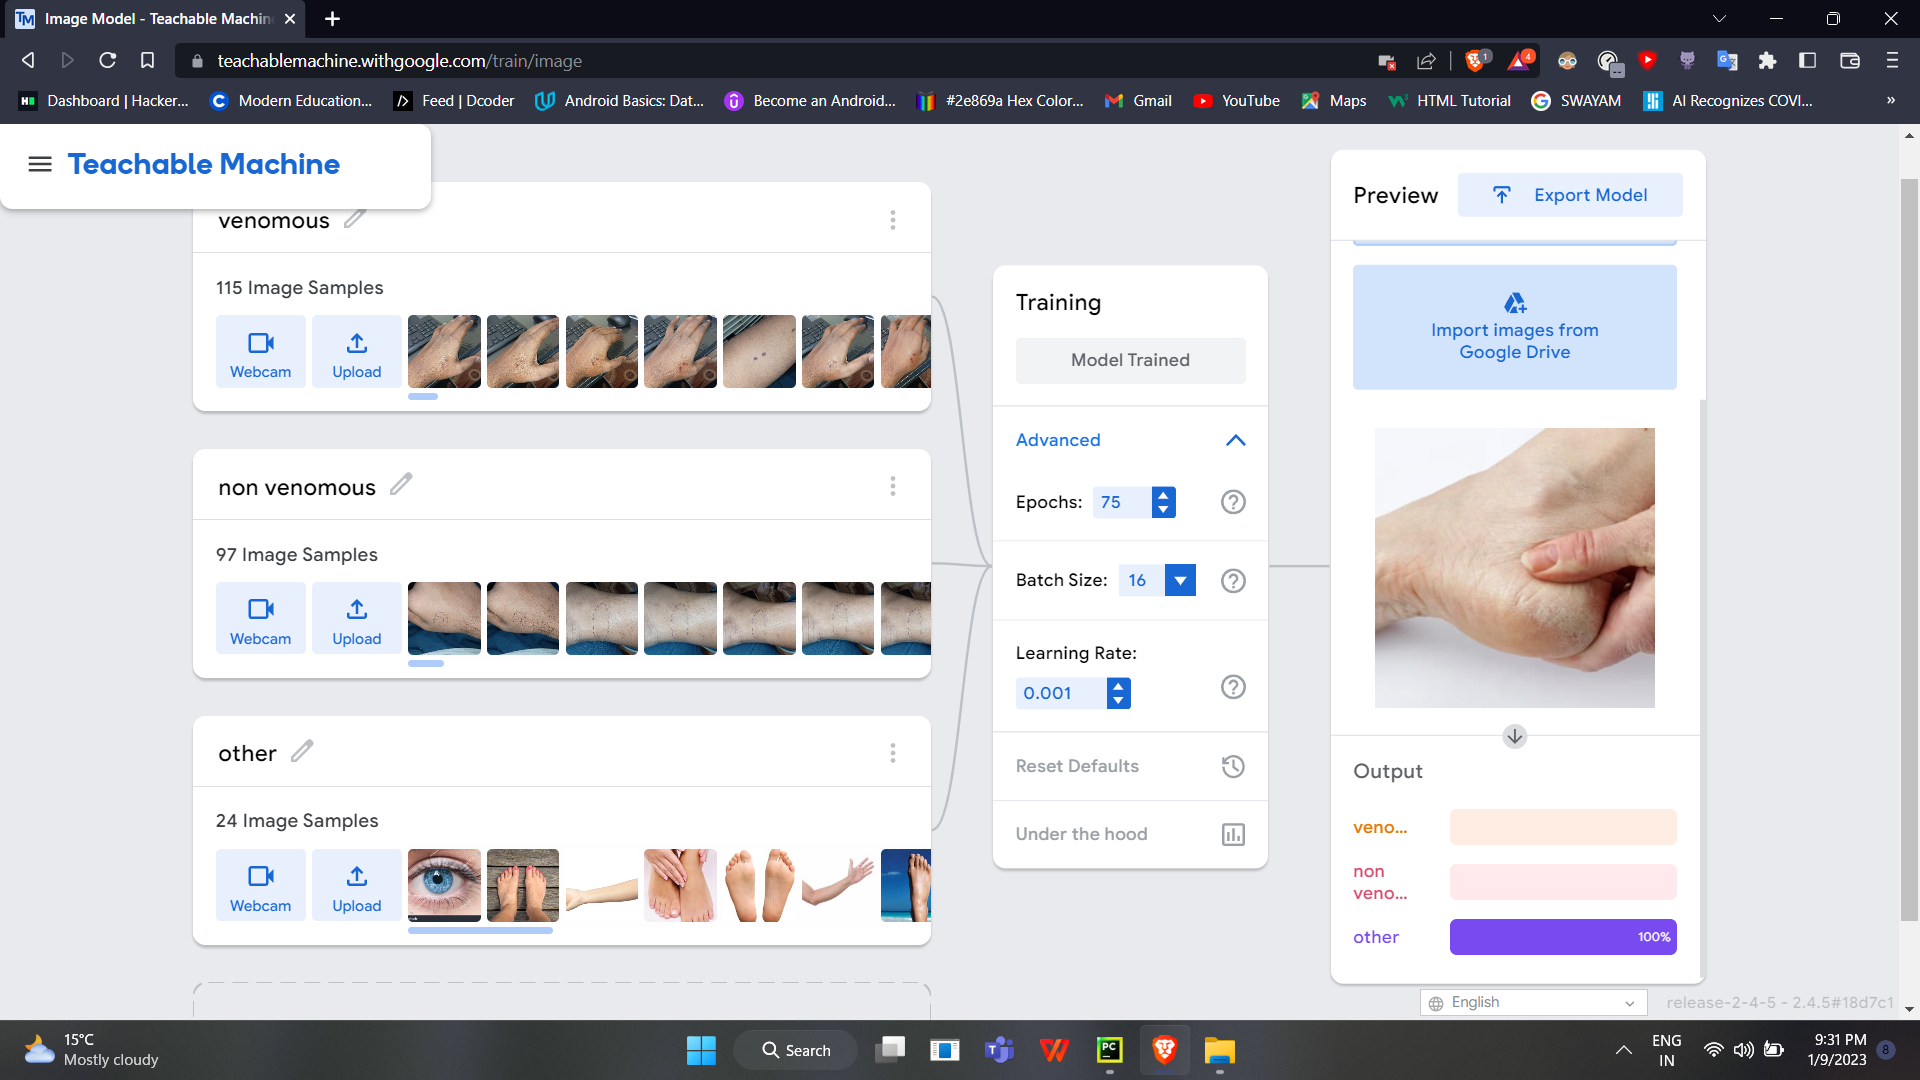 Image Model - Teachable Machin
teachablemachine.withgoogle.com/train/image
1
4
Dashboard | Hacker...
Modern Education...
Feed | Dcoder
Android Basics: Dat...
Become an Android...
#2e869a Hex Color...
Gmail
YouTube
Maps
HTML Tutorial
SWAYAM
AI Recognizes COVI...
»
Teachable Machine
venomous
115 Image Samples
Webcam
Upload
non venomous
97 Image Samples
Webcam
Upload
other
24 Image Samples
Webcam
Upload
Training
Model Trained
Advanced
Epochs: 75
Batch Size: 16
Learning Rate:
0.001
Reset Defaults
Under the hood
Preview
Export Model
Import images from
Google Drive
Output
veno...
non
veno...
other
100%
English
release-2-4-5 - 2.4.5#18d7c1
15°C
Mostly cloudy
Search
ENG
IN
9:31 PM
1/9/2023
8